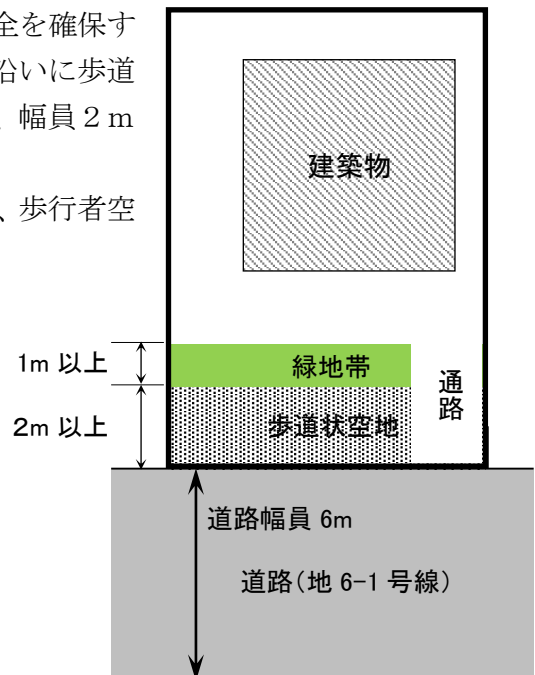 全を確保す
沿いに歩道
幅員2m
、歩行者空
建築物
1m 以上
緑地帯
通路
2m 以上
歩道状空地
道路幅員 6m
道路(地 6-1 号線)